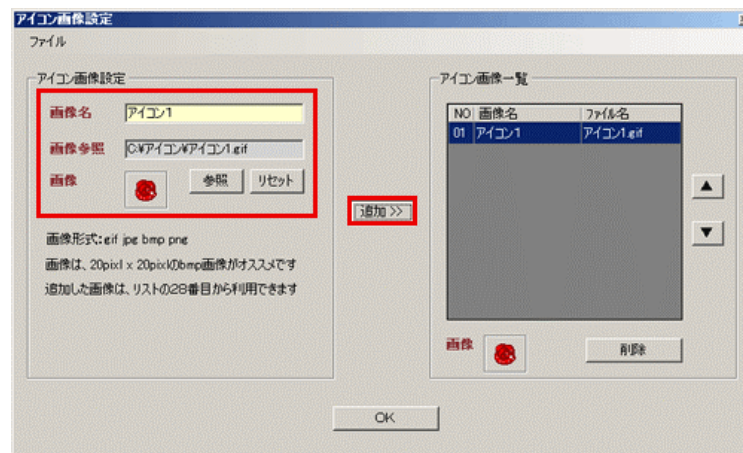 アイコン画像設定
ファイル
アイコン画像設定
画像名 アイコン1
画像参照 C:¥アイコン¥アイコン1.gif
画像 参照 リセット
画像形式:gif jpg bmp png
画像は、20pixl x 20pixlのbmp画像がオススメです
追加した画像は、リストの28番目から利用できます
追加 >>
アイコン画像一覧
NO 画像名 ファイル名
01 アイコン1 アイコン1.gif
▲
▼
画像 削除
OK